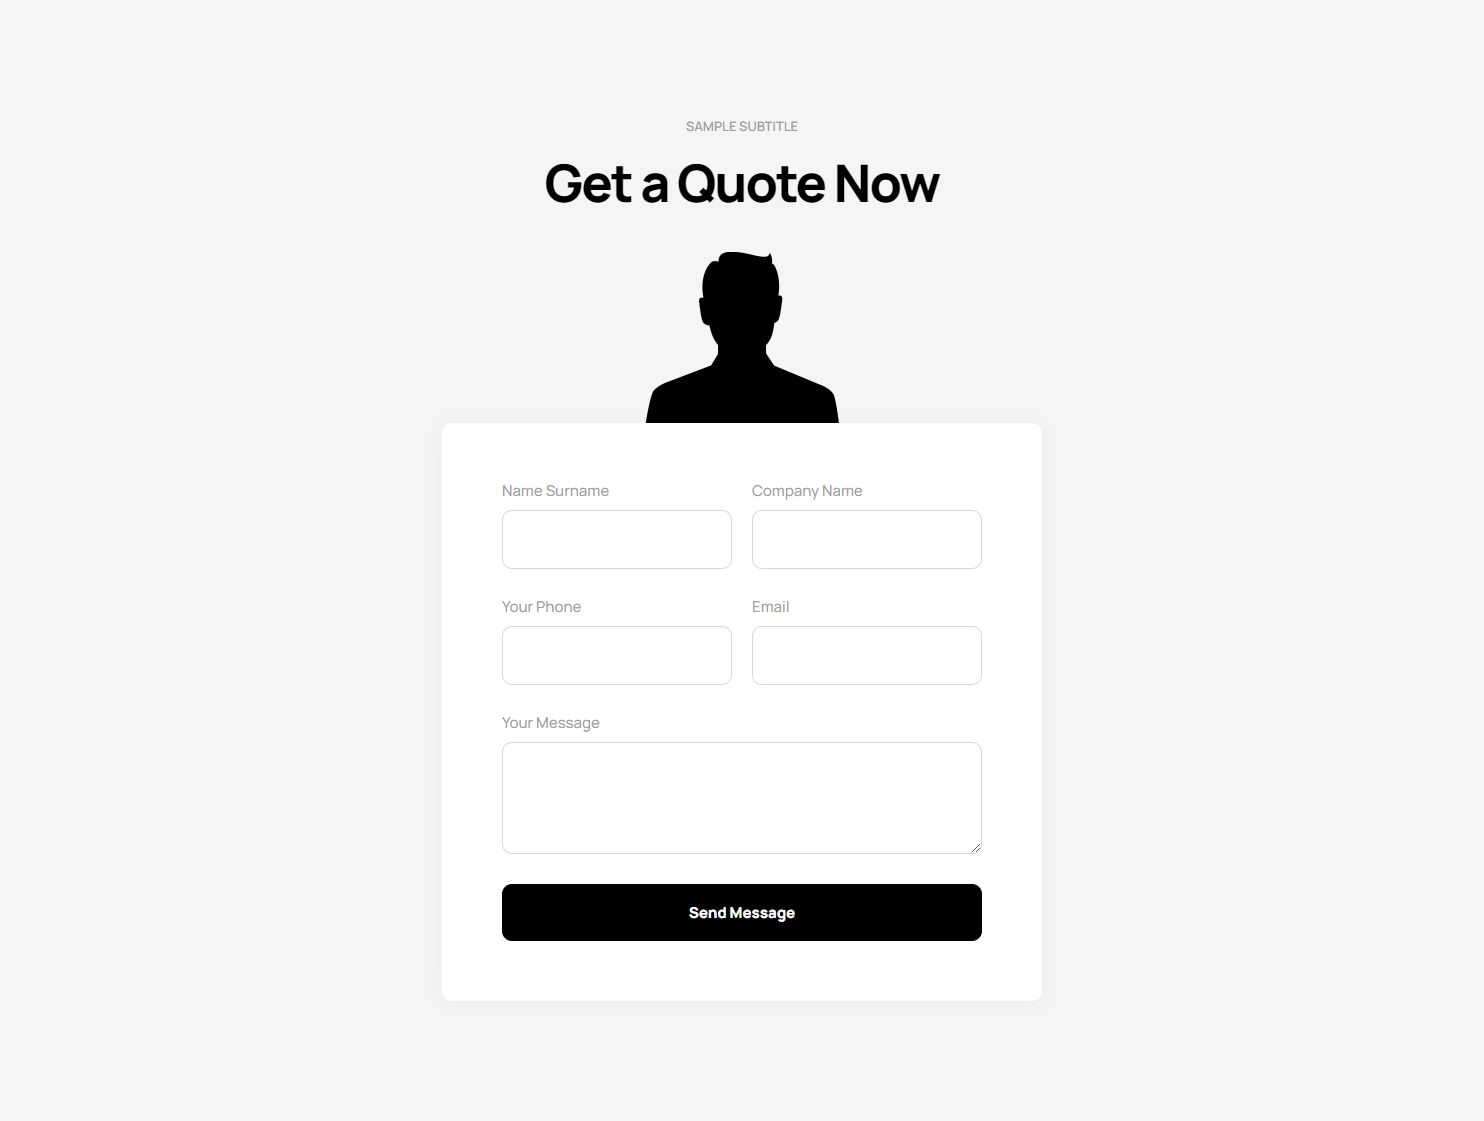 SAMPLE SUBTITLE
Get a Quote Now
Name Surname
Company Name
Your Phone
Email
Your Message
Send Message